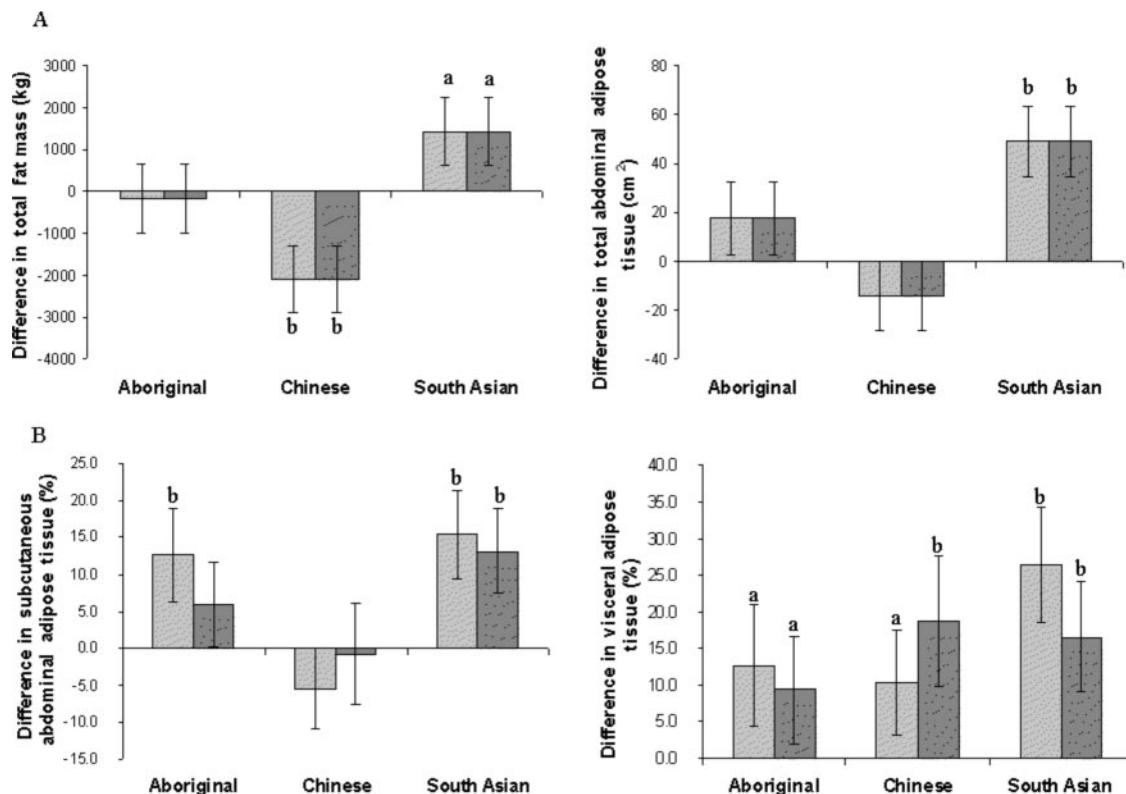 A
Difference in total fat mass (kg)
3000
2000
1000
0
-1000
-2000
-3000
-4000
a
a
b
b
Aboriginal
Chinese
South Asian
Difference in total abdominal adipose
tissue (cm²)
80
60
40
20
0
-20
-40
b
b
Aboriginal
Chinese
South Asian
B
Difference in subcutaneous
abdominal adipose tissue (%)
25.0
20.0
15.0
10.0
5.0
0.0
-5.0
-10.0
-15.0
b
b
b
Aboriginal
Chinese
South Asian
Difference in visceral adipose
tissue (%)
40.0
35.0
30.0
25.0
20.0
15.0
10.0
5.0
0.0
a
a
a
b
b
b
Aboriginal
Chinese
South Asian